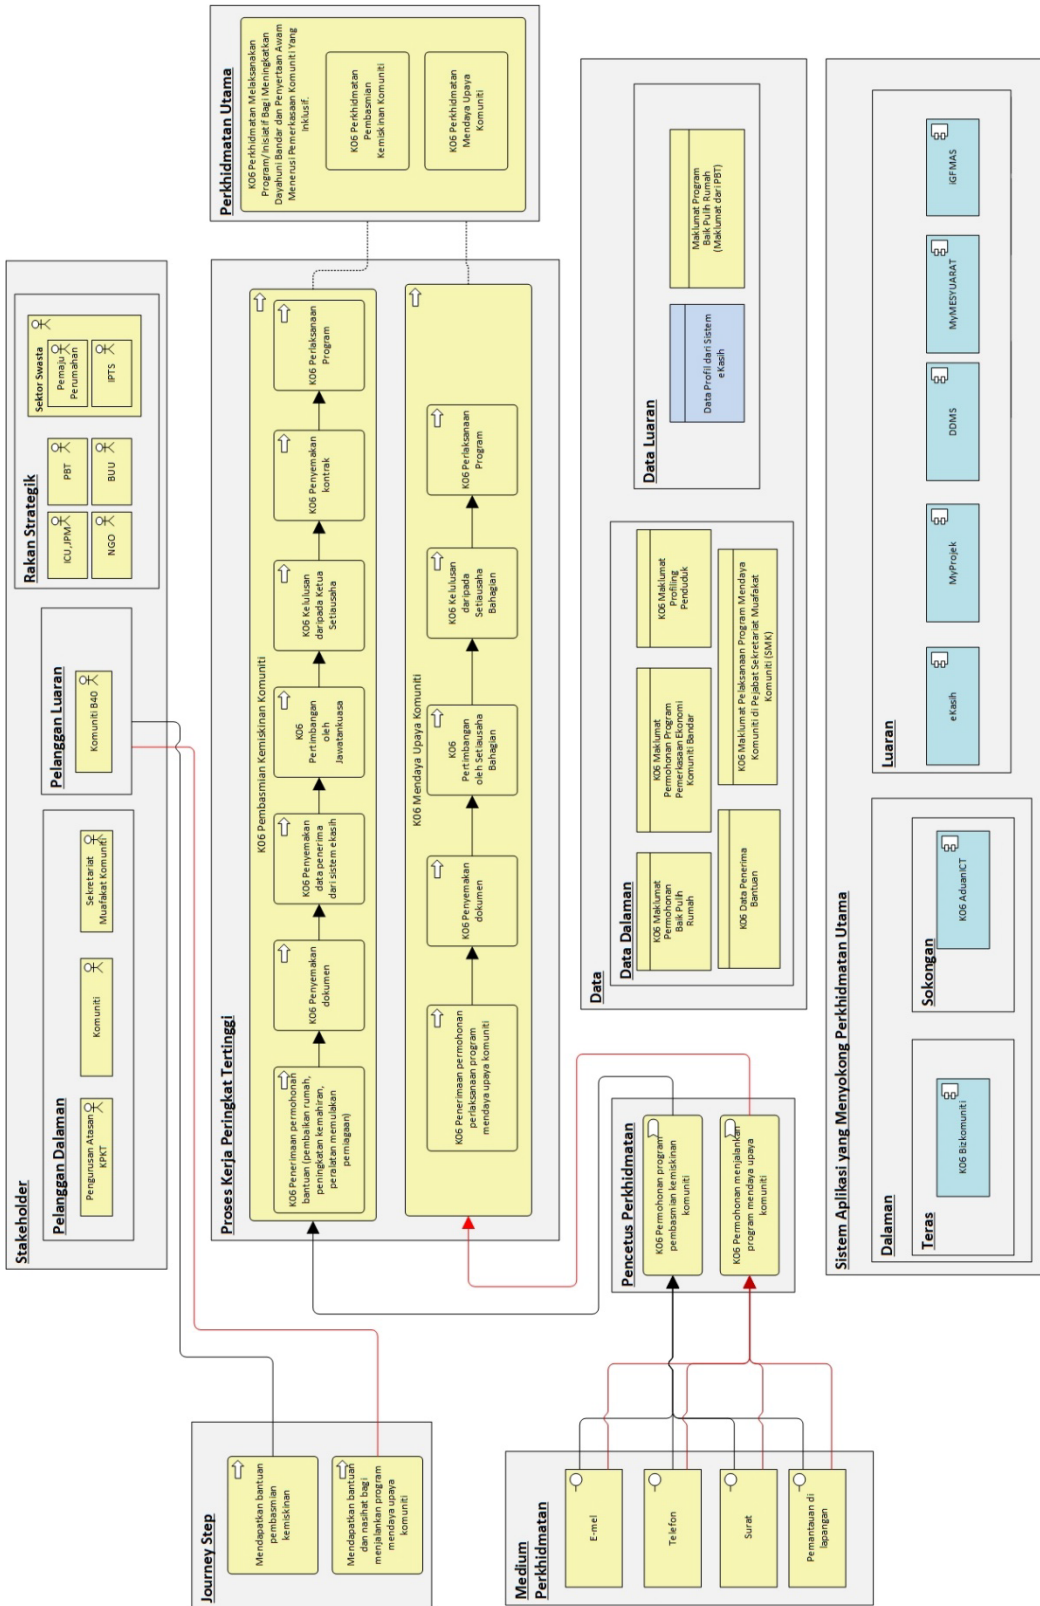 Stakeholder
Pelanggan Dalaman
Pengurusan Atasan
KPKT
Komuniti
Sekretariat
Muafakat Komuniti
Pelanggan Luaran
Komuniti B40
Rakan Strategik
ICU,JPM
PBT
NGO
BUU
Sektor Swasta
Pemaju
Perumahan
IPTS
Journey Step
Mendapatkan bantuan
pembasmian
kemiskinan
Mendapatkan bantuan
dan nasihat bagi
menjalankan program
mendaya upaya
komuniti
Proses Kerja Peringkat Tertinggi
K06 Pembasmian Kemiskinan Komuniti
K06 Penerimaan permohonan
bantuan (pembaikan rumah,
peningkatan kemahiran,
peralatan memulakan
perniagaan)
K06 Penyemakan
dokumen
K06 Penyemakan
data penerima
dari sistem ekasih
K06
Pertimbangan
oleh
Jawatankuasa
K06 Kelulusan
daripada Ketua
Setiausaha
K06 Penyemakan
kontrak
K06 Perlaksanaan
Program
K06 Mendaya Upaya Komuniti
K06 Penerimaan permohonan
perlaksanaan program
mendaya upaya komuniti
K06 Penyemakan
dokumen
K06
Pertimbangan
oleh Setiausaha
Bahagian
K06 Kelulusan
daripada
Setiausaha
Bahagian
K06 Perlaksanaan
Program
Perkhidmatan Utama
K06 Perkhidmatan Melaksanakan
Program/Inisiatif Bagi Meningkatkan
Dayahuni Bandar dan Penyertaan Awam
Menerusi Pemerkasaan Komuniti Yang
Inklusif.
K06 Perkhidmatan
Pembasmian
Kemiskinan Komuniti
K06 Perkhidmatan
Mendaya Upaya
Komuniti
Medium
Perkhidmatan
E-mel
Telefon
Surat
Pemantauan di
lapangan
Pencetus Perkhidmatan
K06 Permohonan program
pembasmian kemiskinan
komuniti
K06 Permohonan menjalankan
program mendaya upaya
komuniti
Data
Data Dalaman
K06 Maklumat
Permohonan
Baik Pulih
Rumah
K06 Maklumat
Permohonan Program
Pemerkasaan Ekonomi
Komuniti Bandar
K06 Maklumat
Profiling
Penduduk
K06 Data Penerima
Bantuan
K06 Maklumat Pelaksanaan Program Mendaya
Komuniti di Pejabat Sekretariat Muafakat
Komuniti (SMK)
Data Luaran
Data Profil dari Sistem
eKasih
Maklumat Program
Baik Pulih Rumah
(Maklumat dari PBT)
Sistem Aplikasi yang Menyokong Perkhidmatan Utama
Dalaman
Teras
K06 Bizkomuniti
Sokongan
K06 AduanICT
Luaran
eKasih
MyProjek
DDMS
MyMESYUARAT
iGFMAS